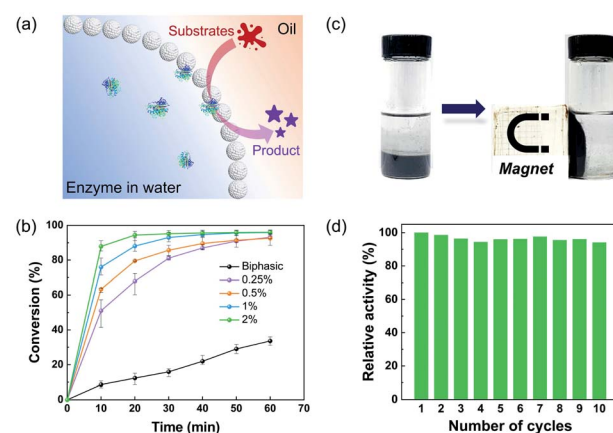 (a)
Substrates
Oil
Product
Enzyme in water
(b)
Conversion (%)
100
80
60
40
20
0
Biphasic
0.25%
0.5%
1%
2%
0 10 20 30 40 50 60 70
Time (min)
(c)
Magnet
(d)
Relative activity (%)
100
80
60
40
20
0
1 2 3 4 5 6 7 8 9 10
Number of cycles